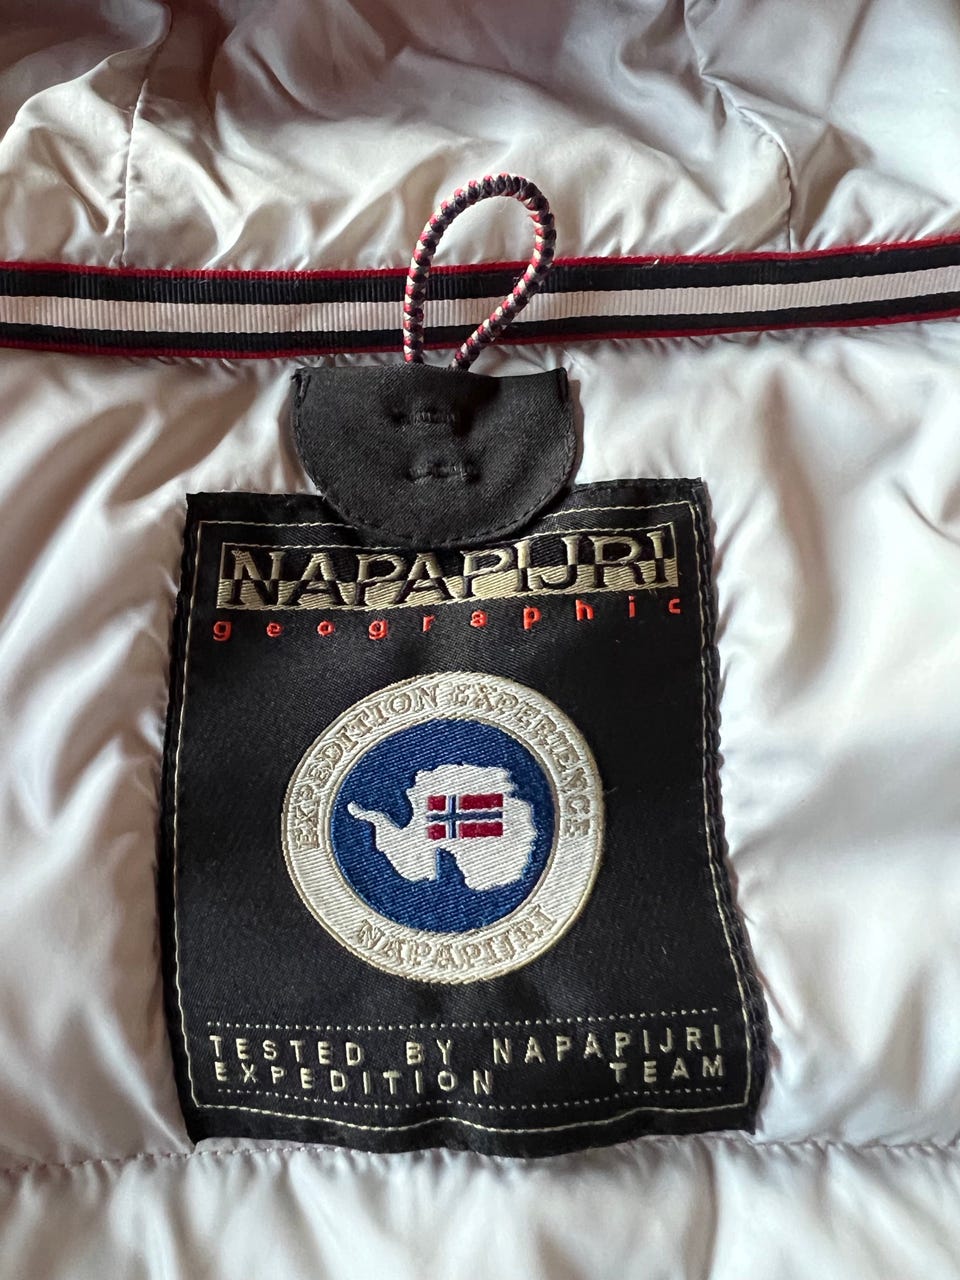 NAPAPIJRI
geographic
EXPEDITION EXPERIENCE
NAPAPIJRI
TESTED BY NAPAPIJRI
EXPEDITION TEAM